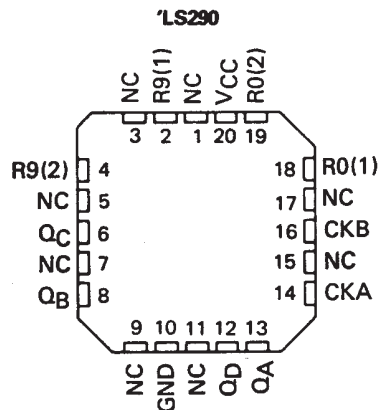 'LS290
NC R9(1) NC VCC R0(2)
3 2 1 20 19
R9(2) 4 18 R0(1)
NC 5 17 NC
QC 6 16 CKB
NC 7 15 NC
QB 8 14 CKA
9 10 11 12 13
NC GND NC QD QA